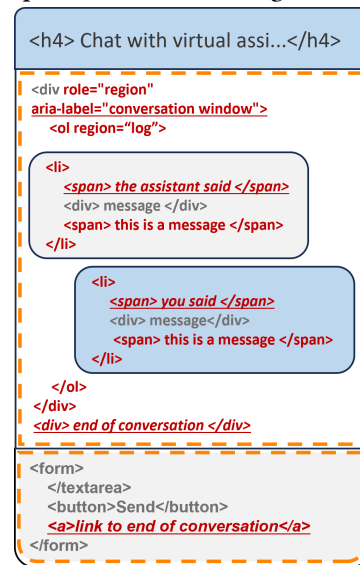 <h4> Chat with virtual assi...</h4>
<div role="region"
aria-label="conversation window">
<ol region=“log”>
<li>
<span> the assistant said </span>
<div> message </div>
<span> this is a message </span>
</li>
<li>
<span> you said </span>
<div> message</div>
<span> this is a message </span>
</li>
</ol>
</div>
<div> end of conversation </div>
<form>
</textarea>
<button>Send</button>
<a>link to end of conversation</a>
</form>